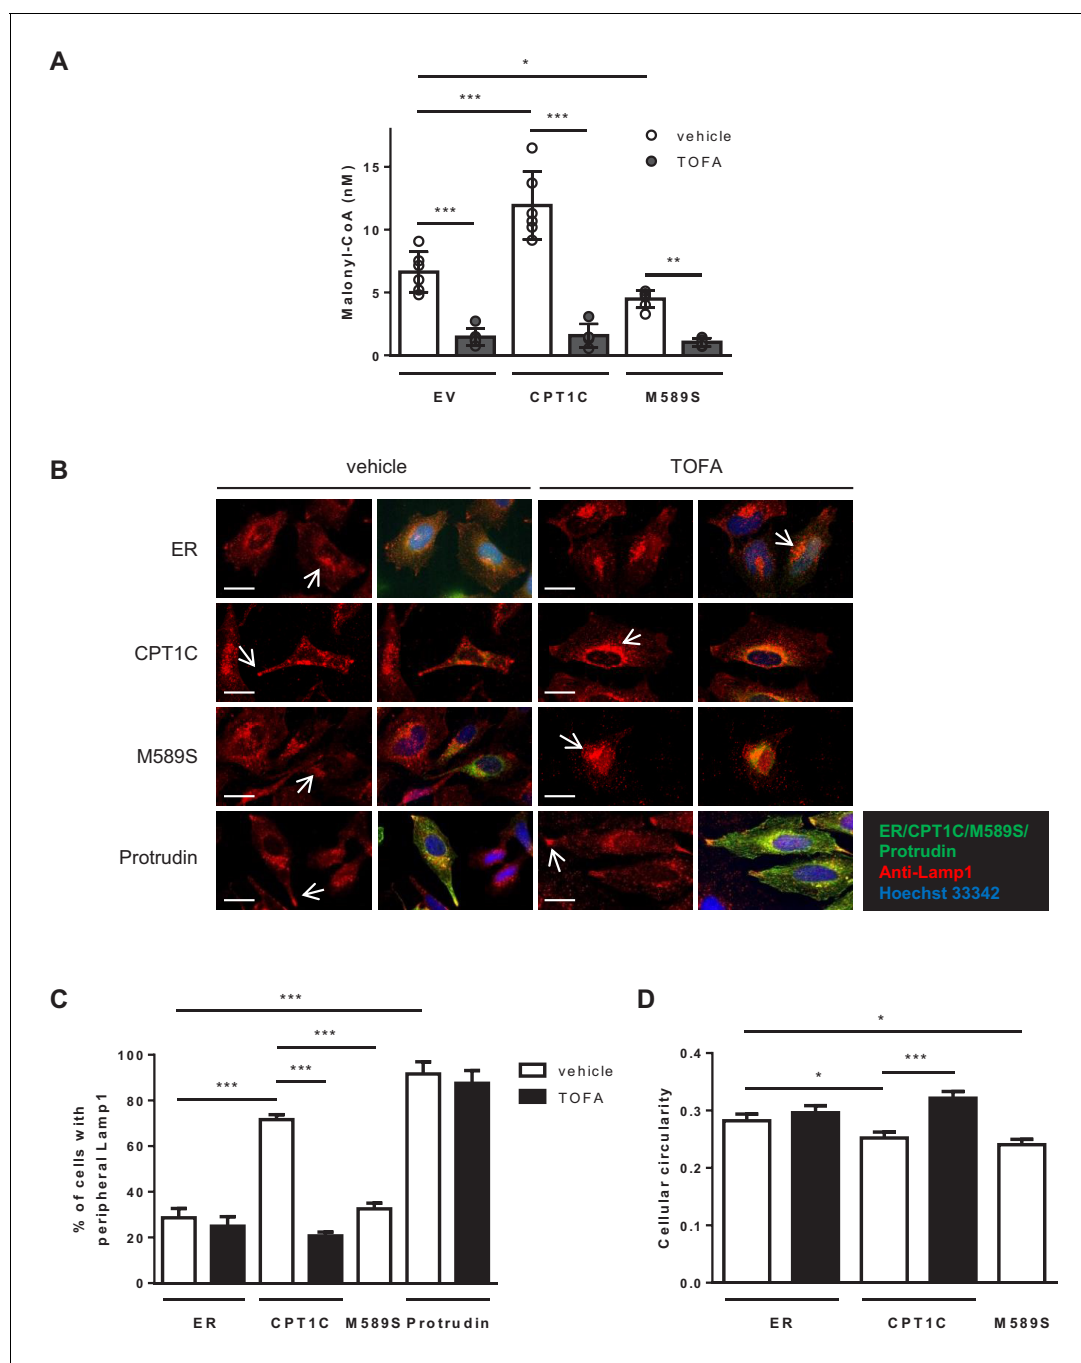 A
*
***
***
vehicle
TOFA
***
**
Malonyl-CoA (nM)
15
10
5
0
EV
CPT1C
M589S
B
vehicle
TOFA
ER
CPT1C
M589S
Protrudin
ER/CPT1C/M589S/
Protrudin
Anti-Lamp1
Hoechst 33342
C
***
***
***
***
vehicle
TOFA
% of cells with
peripheral Lamp1
100
80
60
40
20
0
ER
CPT1C
M589S
Protrudin
D
*
***
*
Cellular circularity
0.4
0.3
0.2
0.1
0.0
ER
CPT1C
M589S